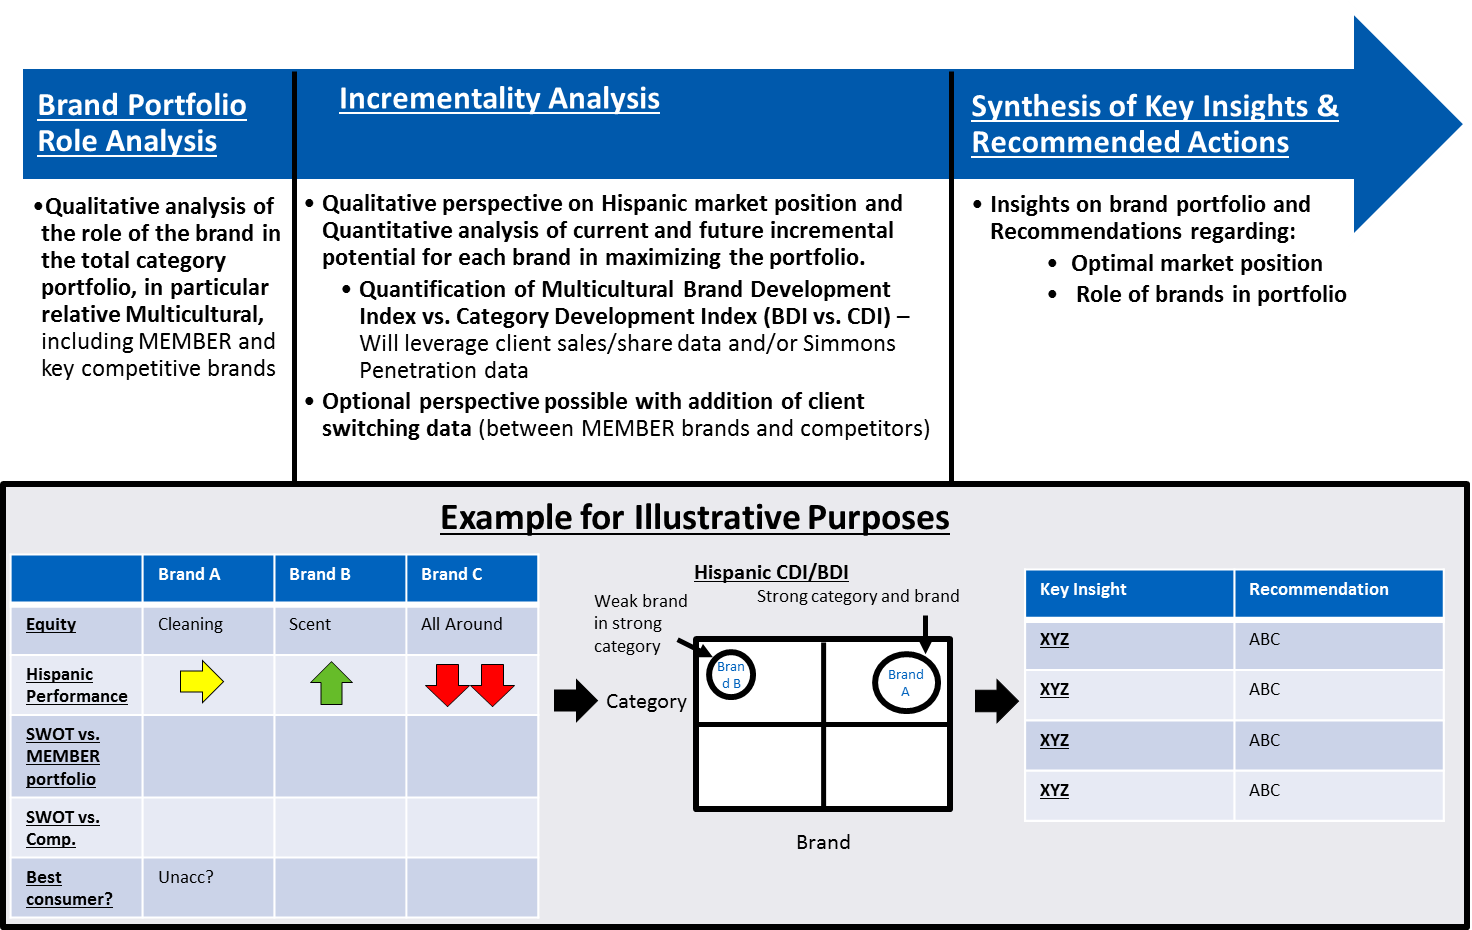 Brand Portfolio
Role Analysis
Incrementality Analysis
Synthesis of Key Insights &
Recommended Actions
•Qualitative analysis of
the role of the brand in
the total category
portfolio, in particular
relative Multicultural,
including MEMBER and
key competitive brands
• Qualitative perspective on Hispanic market position and
Quantitative analysis of current and future incremental
potential for each brand in maximizing the portfolio.
• Quantification of Multicultural Brand Development
Index vs. Category Development Index (BDI vs. CDI) –
Will leverage client sales/share data and/or Simmons
Penetration data
• Optional perspective possible with addition of client
switching data (between MEMBER brands and competitors)
• Insights on brand portfolio and
Recommendations regarding:
• Optimal market position
• Role of brands in portfolio
Example for Illustrative Purposes
Brand A
Brand B
Brand C
Equity
Cleaning
Scent
All Around
Hispanic
Performance
SWOT vs.
MEMBER
portfolio
SWOT vs.
Comp.
Best
consumer?
Unacc?
Hispanic CDI/BDI
Weak brand
in strong
category
Strong category and brand
Bran
d B
Brand
A
Category
Brand
Key Insight
Recommendation
XYZ
ABC
XYZ
ABC
XYZ
ABC
XYZ
ABC